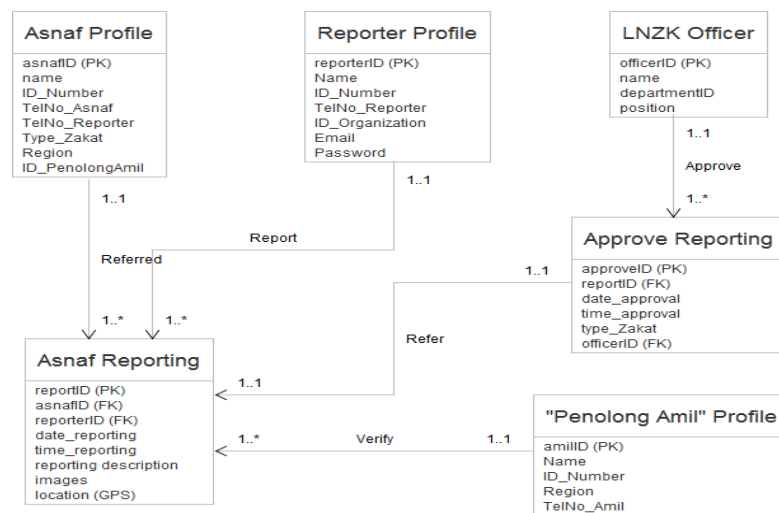 Asnaf Profile
asnafID (PK)
name
ID_Number
TelNo_Asnaf
TelNo_Reporter
Type_Zakat
Region
ID_PenolongAmil
Reporter Profile
reporterID (PK)
Name
ID_Number
TelNo_Reporter
ID_Organization
Email
Password
LNZK Officer
officerID (PK)
name
departmentID
position
1..1
Approve
1..*
1..1
Referred
1..*
1..1
Report
1..*
Approve Reporting
approveID (PK)
reportID (FK)
date_approval
time_approval
type_Zakat
officerID (FK)
1..1
Refer
1..1
Asnaf Reporting
reportID (PK)
asnafID (FK)
reporterID (FK)
date_reporting
time_reporting
reporting description
images
location (GPS)
1..*
Verify
1..1
"Penolong Amil" Profile
amilID (PK)
Name
ID_Number
Region
TelNo_Amil